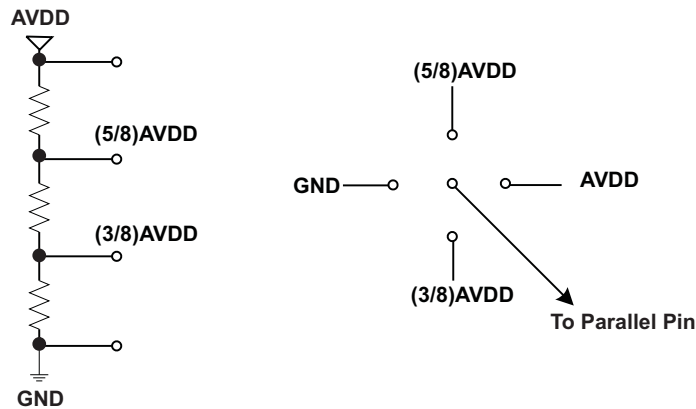 AVDD
(5/8)AVDD
(3/8)AVDD
GND
(5/8)AVDD
GND
AVDD
(3/8)AVDD
To Parallel Pin